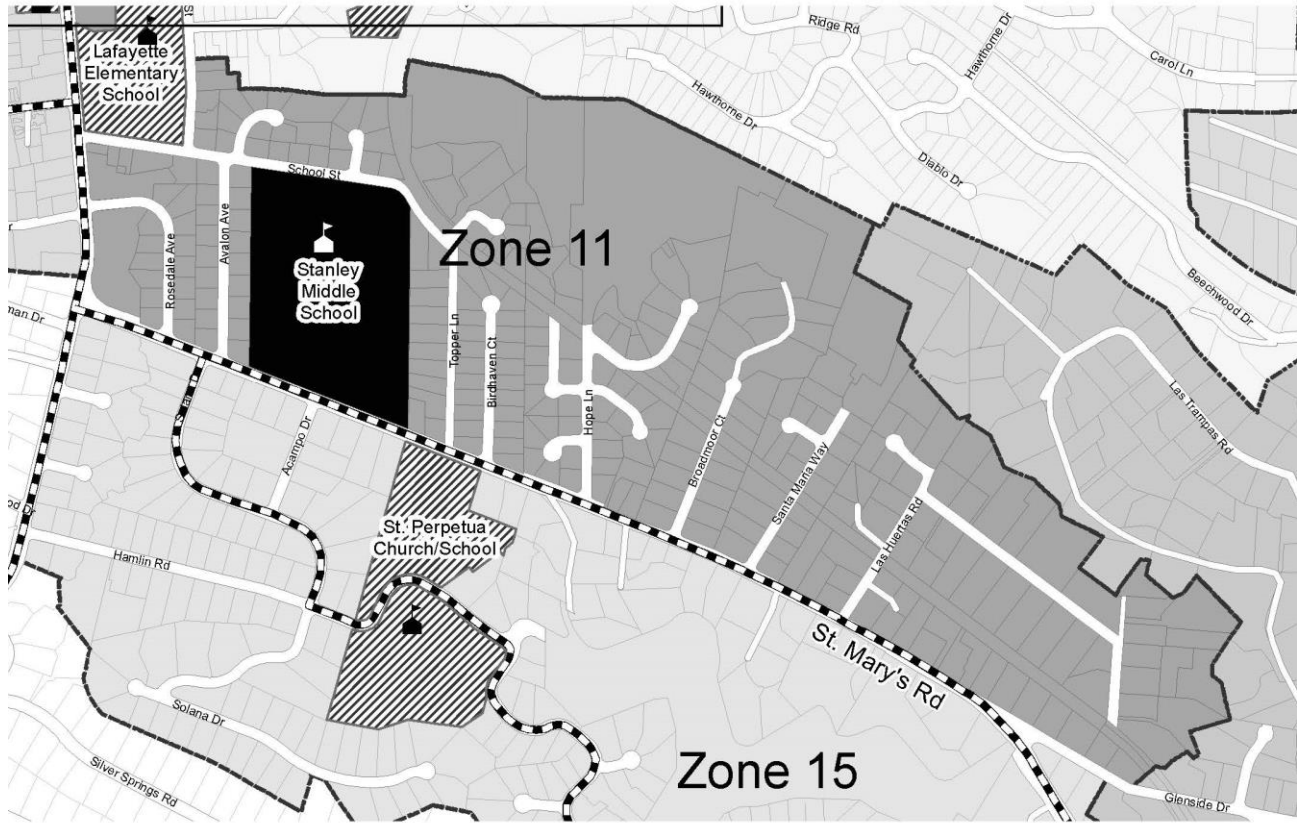 Lafayette
Elementary
School
St
Ridge Rd
Hawthorne Dr
Carol Ln
Hawthorne Dr
Diablo Dr
School St
Rosedale Ave
Avalon Ave
Stanley
Middle
School
Zone 11
Beechwood Dr
man Dr
Topper Ln
Birdhaven Ct
Hope Ln
Broadmoor Ct
Santa Maria Way
Las Huertas Rd
Las Trampas Rd
Acampo Dr
St. Perpetua
Church/School
Hamlin Rd
St. Mary's Rd
Solana Dr
Silver Springs Rd
Zone 15
Glenside Dr